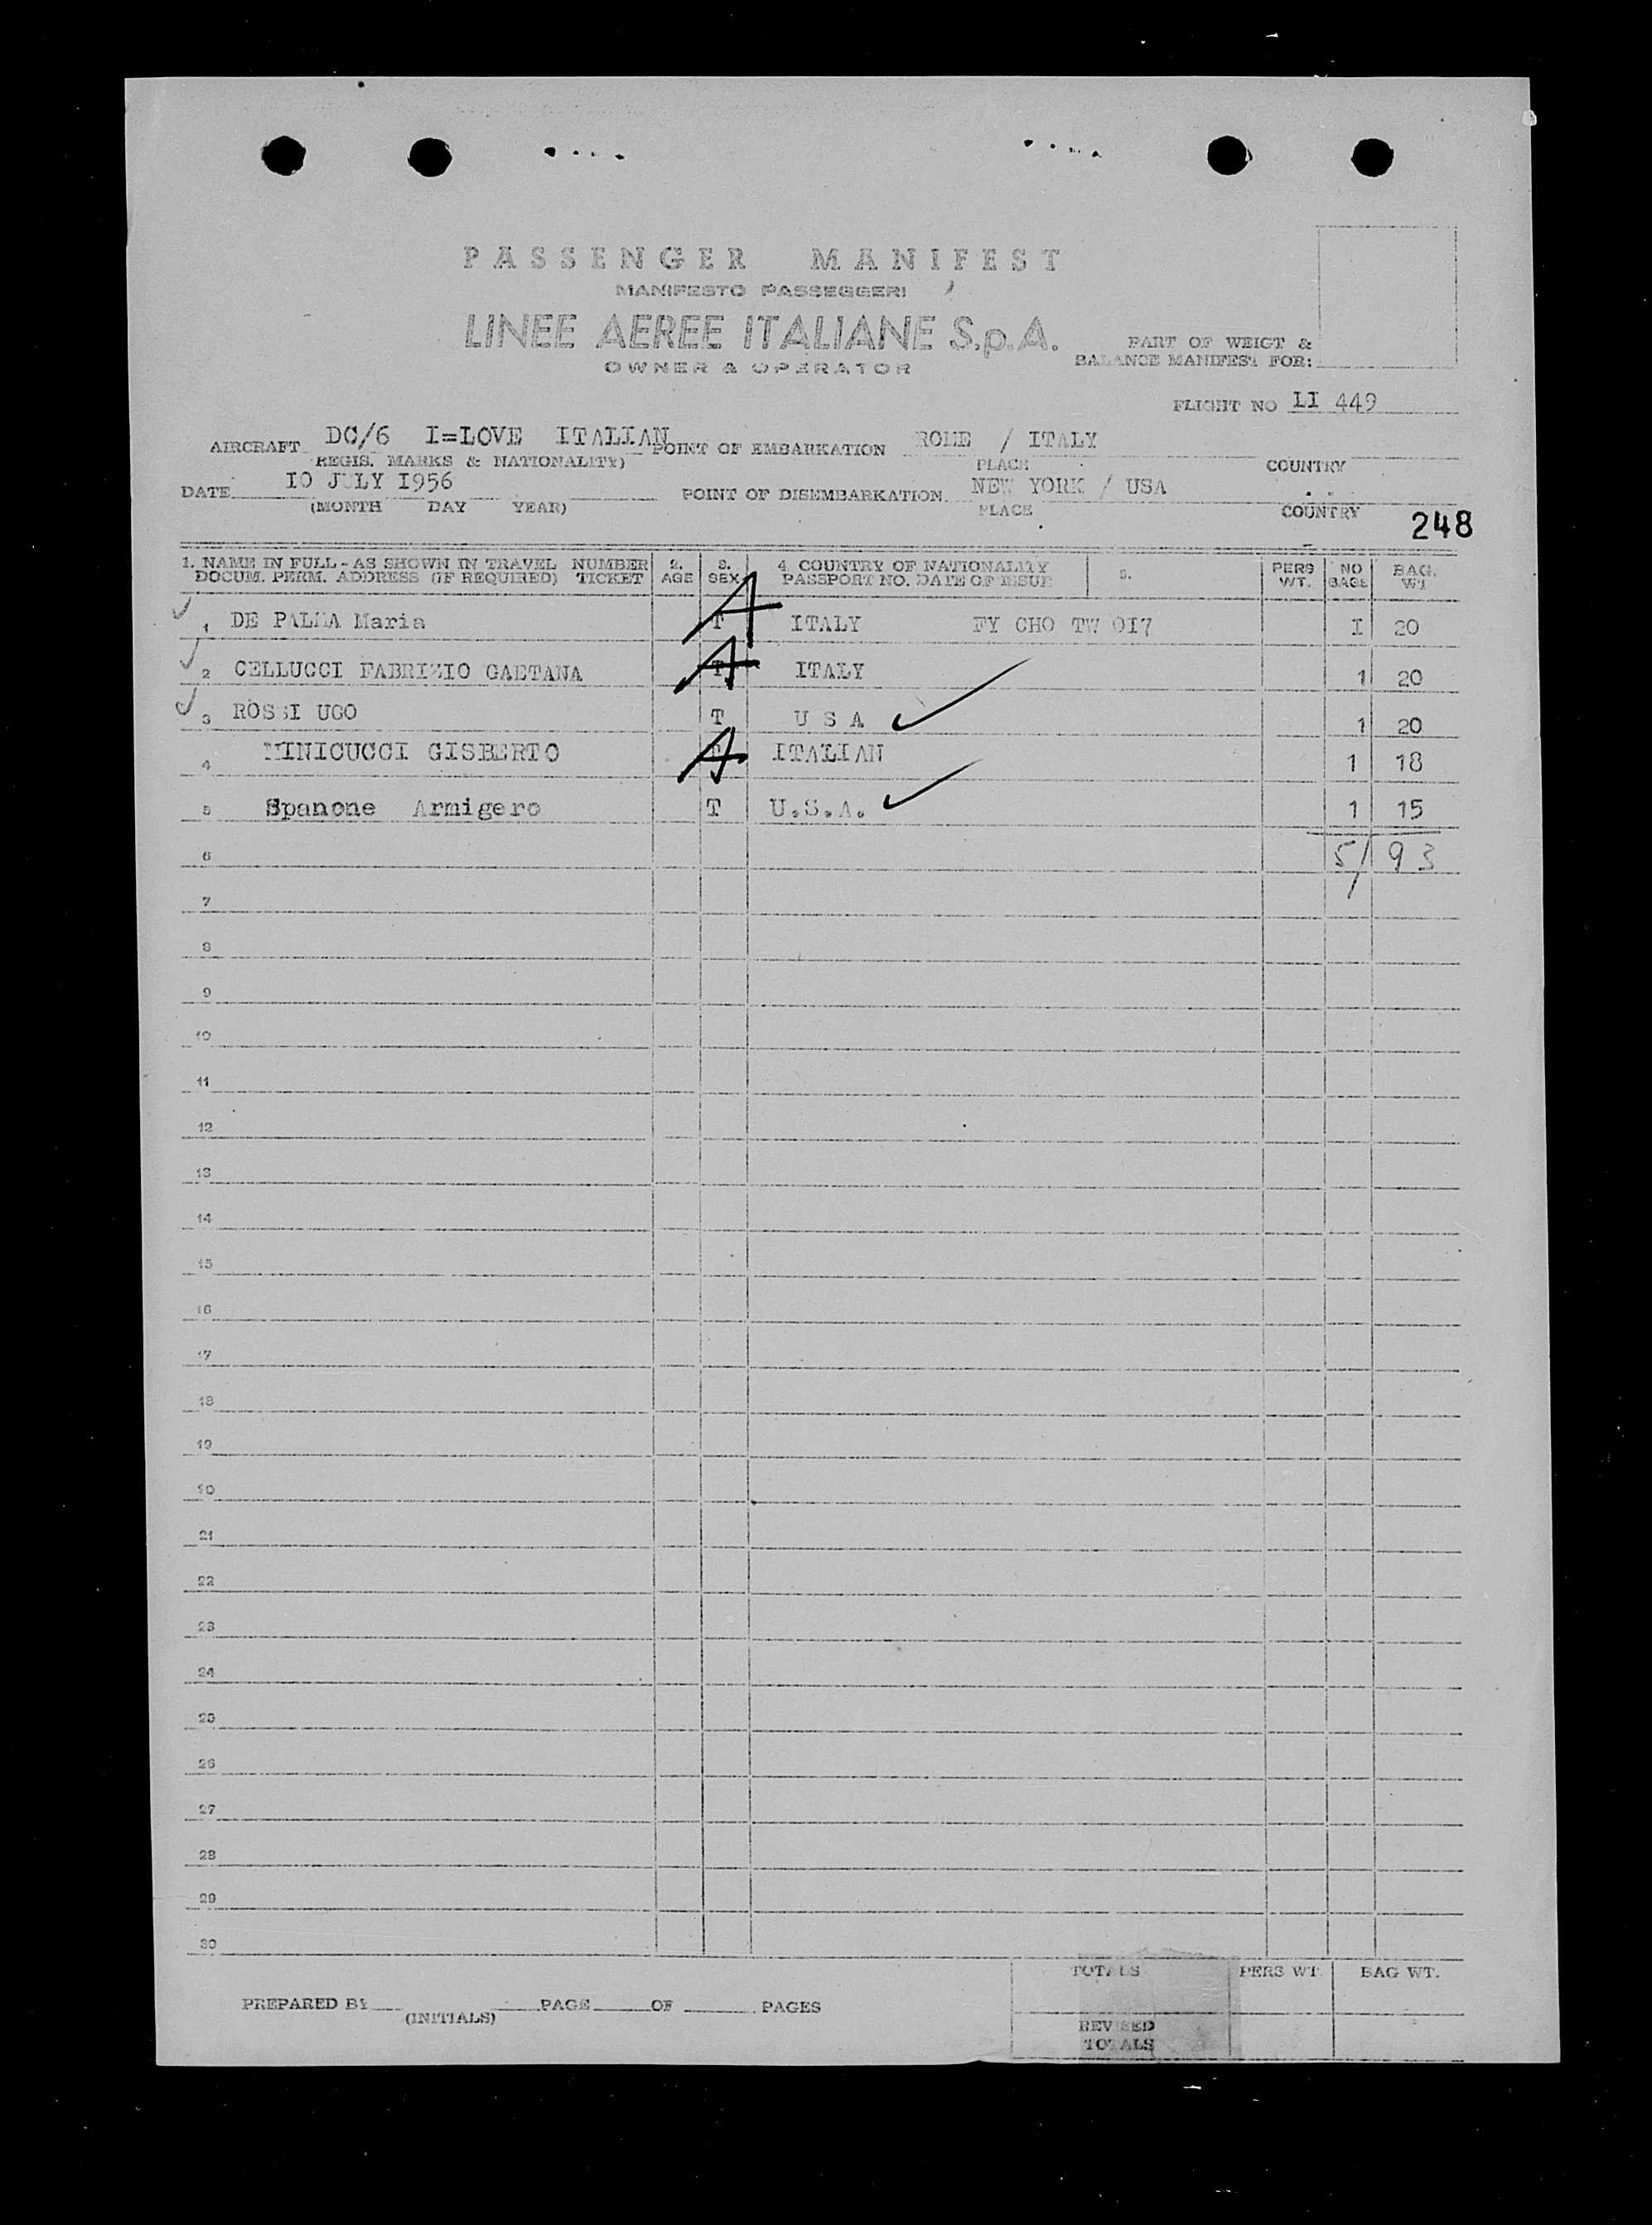 PASSENGER MANIFEST
MANIFESTO PASSEGGERI
LINEE AEREE ITALIANE S.p.A.
OWNER & OPERATOR
PART OF WEIGT &
BALANCE MANIFEST FOR:
FLIGHT NO LI 449
AIRCRAFT DC/6 I=LOVE ITALIAN POINT OF EMBARKATION ROME / ITALY
REGIS. MARKS & NATIONALITY) PLACE COUNTRY
DATE 10 JULY I956 POINT OF DISEMBARKATION NEW YORK / USA
(MONTH DAY YEAR) PLACE COUNTRY
248
1. NAME IN FULL - AS SHOWN IN TRAVEL NUMBER 2. 3. 4. COUNTRY OF NATIONALITY 5. PERS NO BAG.
DOCUM. PERM. ADDRESS (IF REQUIRED) TICKET AGE SEX PASSPORT NO. DATE OF ISSUE WT. BAGS WT
1 DE PALMA Maria T A ITALY FY CHO TW 0I7 I 20
2 CELLUCCI FABRIZIO GAETANA T A ITALY 1 20
3 ROSSI UGO T U S A 1 20
4 MINICUCCI GISBERTO A ITALIAN 1 18
5 Spanone Armigero T U.S.A. 1 15
6 5/ 93
7
8
9
10
11
12
13
14
15
16
17
18
19
20
21
22
23
24
25
26
27
28
29
30
TOTALS PERS WT BAG WT.
PREPARED BY PAGE OF PAGES
(INITIALS)
REVISED
TOTALS